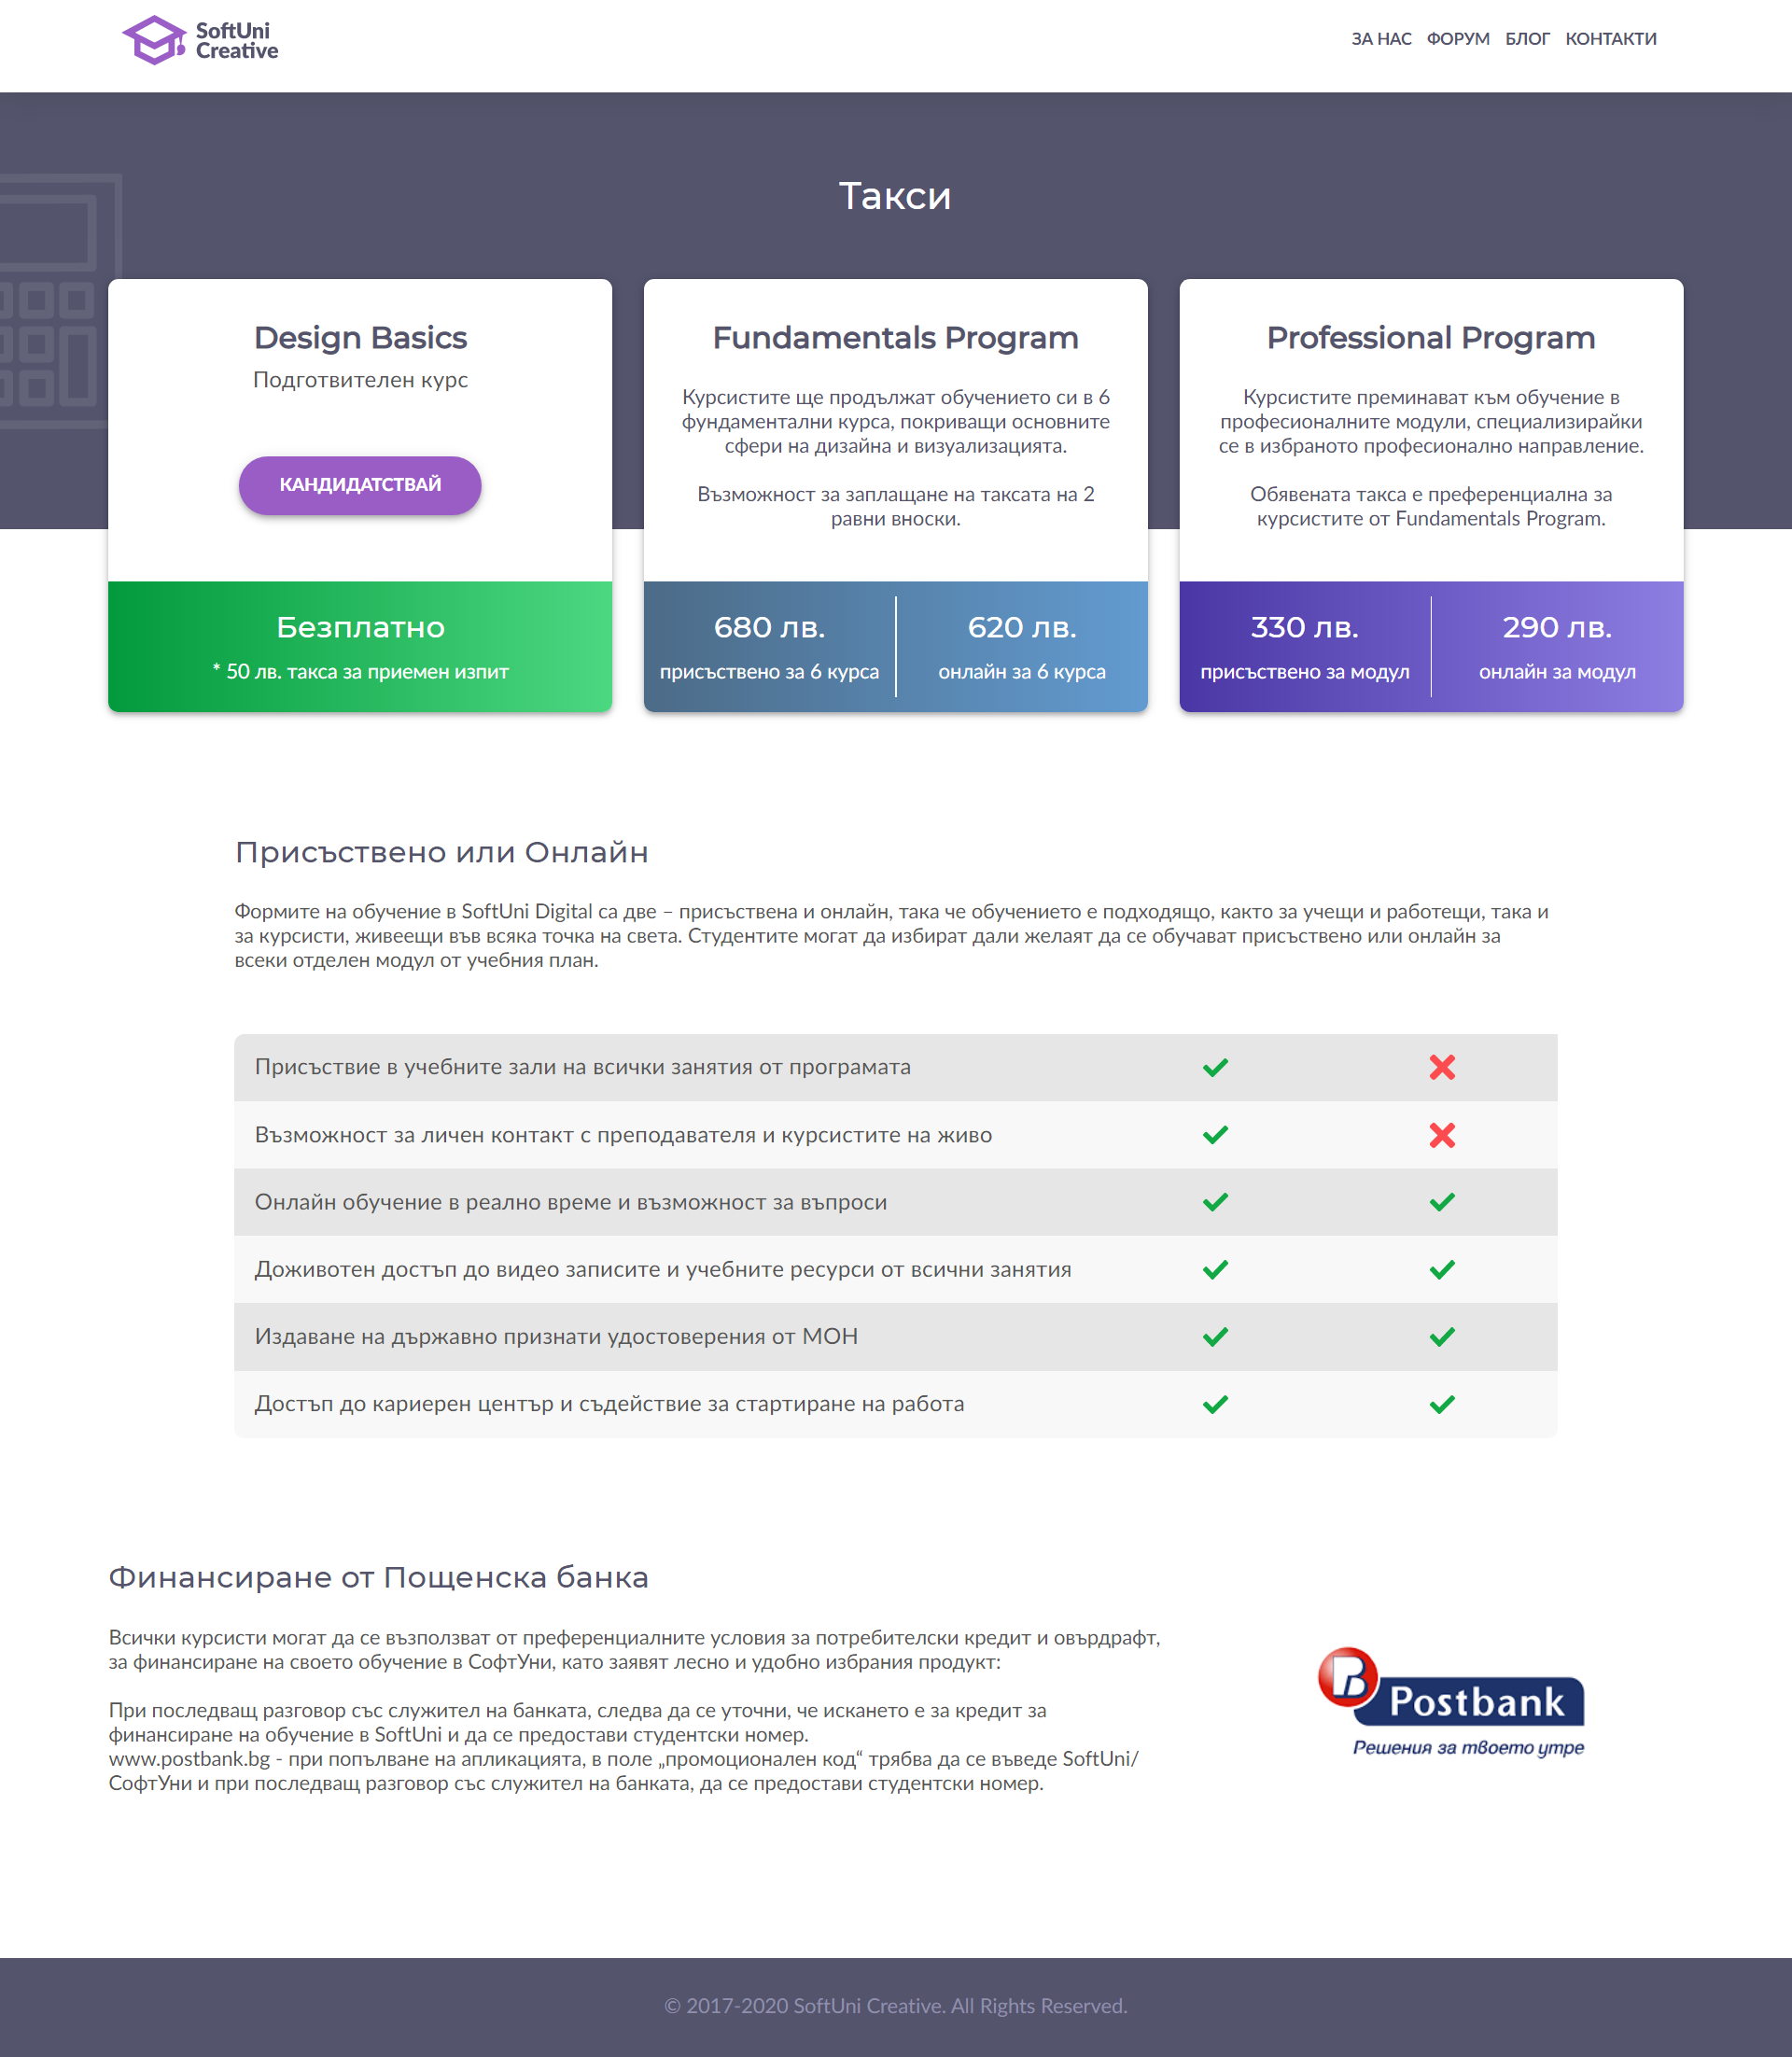 SoftUni
Creative
ЗА НАС ФОРУМ БЛОГ КОНТАКТИ
Такси
Design Basics
Подготвителен курс
КАНДИДАТСТВАЙ
Безплатно
* 50 лв. такса за приемен изпит
Fundamentals Program
Курсистите ще продължат обучението си в 6
фундаментални курса, покриващи основните
сфери на дизайна и визуализацията.
Възможност за заплащане на таксата на 2
равни вноски.
680 лв.
присъствено за 6 курса
620 лв.
онлайн за 6 курса
Professional Program
Курсистите преминават към обучение в
професионалните модули, специализирайки
се в избраното професионално направление.
Обявената такса е преференциална за
курсистите от Fundamentals Program.
330 лв.
присъствено за модул
290 лв.
онлайн за модул
Присъствено или Онлайн
Формите на обучение в SoftUni Digital са две – присъствена и онлайн, така че обучението е подходящо, както за учещи и работещи, така и
за курсисти, живеещи във всяка точка на света. Студентите могат да избират дали желаят да се обучават присъствено или онлайн за
всеки отделен модул от учебния план.
Присъствие в учебните зали на всички занятия от програмата
Възможност за личен контакт с преподавателя и курсистите на живо
Онлайн обучение в реално време и възможност за въпроси
Доживотен достъп до видео записите и учебните ресурси от всични занятия
Издаване на държавно признати удостоверения от МОН
Достъп до кариерен център и съдействие за стартиране на работа
Финансиране от Пощенска банка
Всички курсисти могат да се възползват от преференциалните условия за потребителски кредит и овърдрафт,
за финансиране на своето обучение в СофтУни, като заявят лесно и удобно избрания продукт:
При последващ разговор със служител на банката, следва да се уточни, че искането е за кредит за
финансиране на обучение в SoftUni и да се предостави студентски номер.
www.postbank.bg - при попълване на апликацията, в поле „промоционален код“ трябва да се въведе SoftUni/
СофтУни и при последващ разговор със служител на банката, да се предостави студентски номер.
Postbank
Решения за твоето утре
© 2017-2020 SoftUni Creative. All Rights Reserved.